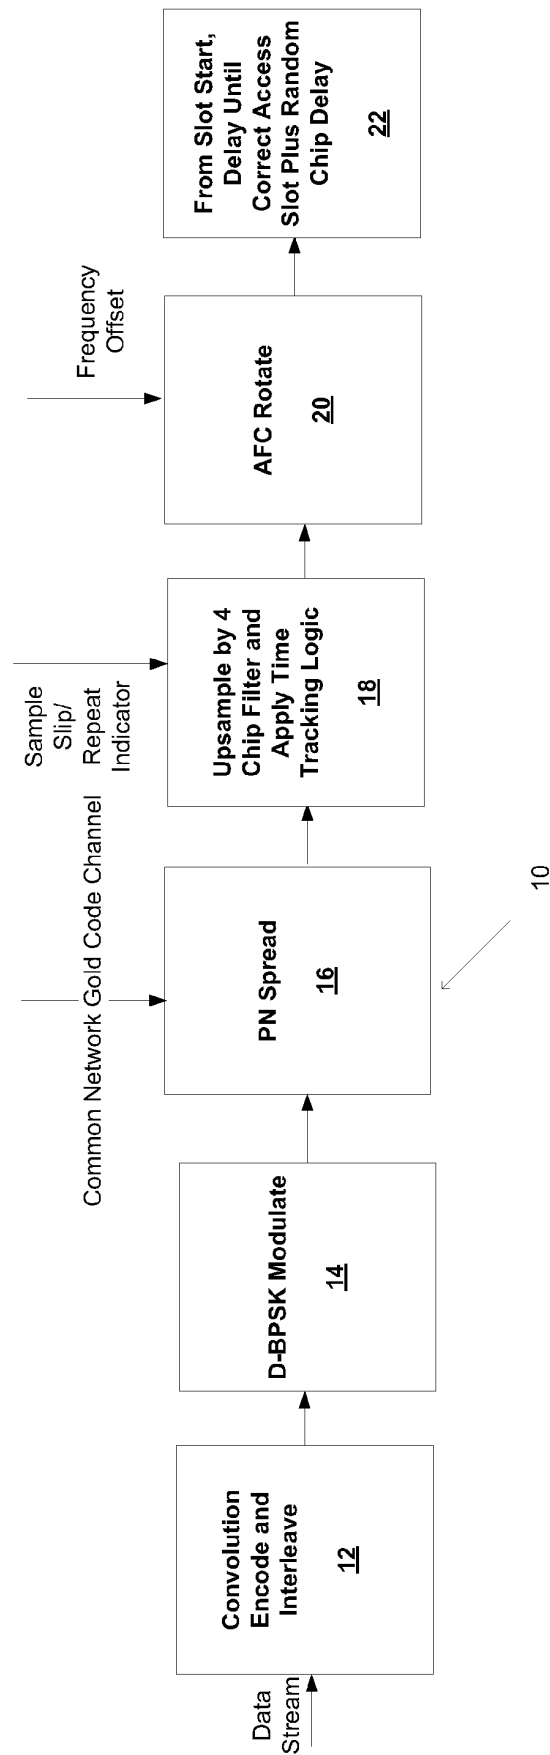 Data
Stream
Convolution
Encode and
Interleave
12
D-BPSK Modulate
14
Common Network Gold Code Channel
PN Spread
16
Sample
Slip/
Repeat
Indicator
Upsample by 4
Chip Filter and
Apply Time
Tracking Logic
18
Frequency
Offset
AFC Rotate
20
From Slot Start,
Delay Until
Correct Access
Slot Plus Random
Chip Delay
22
10